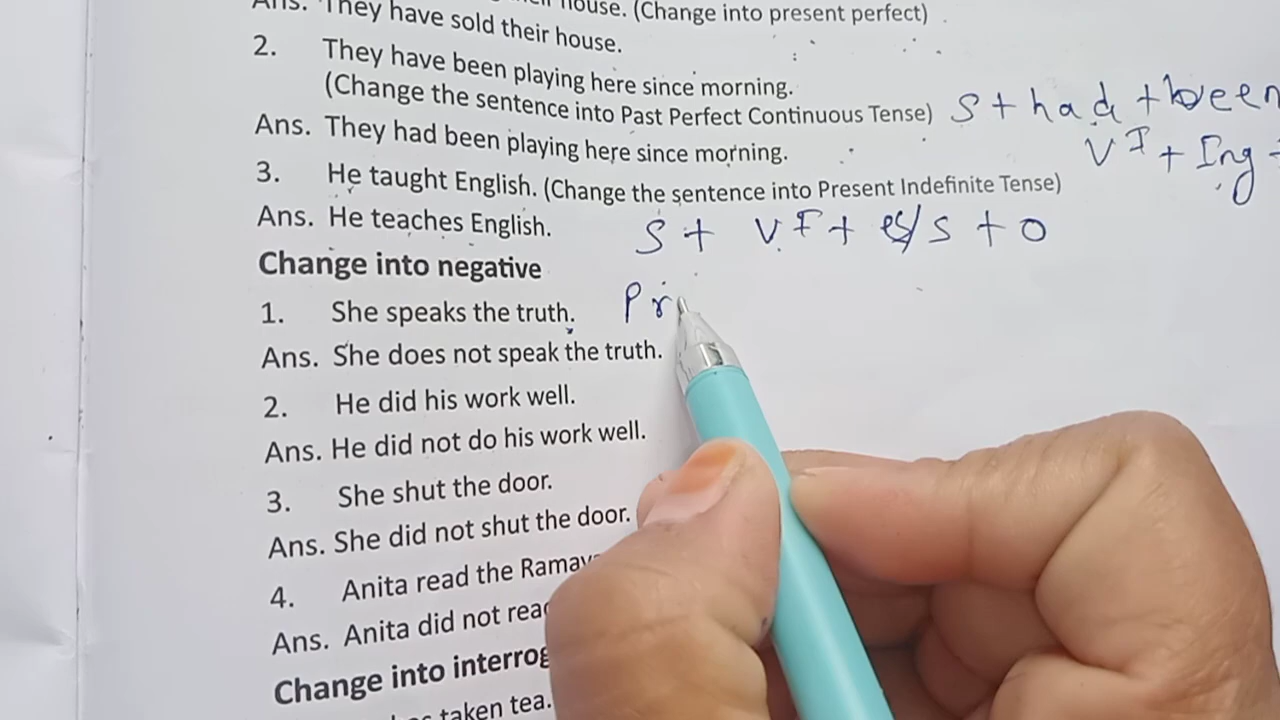 house. (Change into present perfect)
Ans. They have sold their house.
2. They have been playing here since morning.
(Change the sentence into Past Perfect Continuous Tense) S + had + been
Ans. They had been playing here since morning. V I + Ing +
3. He taught English. (Change the sentence into Present Indefinite Tense)
Ans. He teaches English. S + V I + es/s + o
Change into negative
1. She speaks the truth. Pr
Ans. She does not speak the truth.
2. He did his work well.
Ans. He did not do his work well.
3. She shut the door.
Ans. She did not shut the door.
4. Anita read the
Ans. Anita did not
Change into
taken tea.